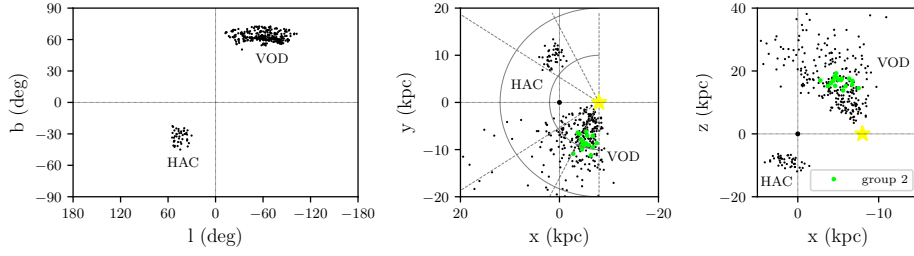 90
60
30
0
−30
−60
−90
180
120
60
0
−60
−120
−180
b (deg)
l (deg)
VOD
HAC
20
10
0
−10
−20
20
0
−20
y (kpc)
x (kpc)
HAC
VOD
40
20
0
−20
0
−10
z (kpc)
x (kpc)
VOD
HAC
group 2